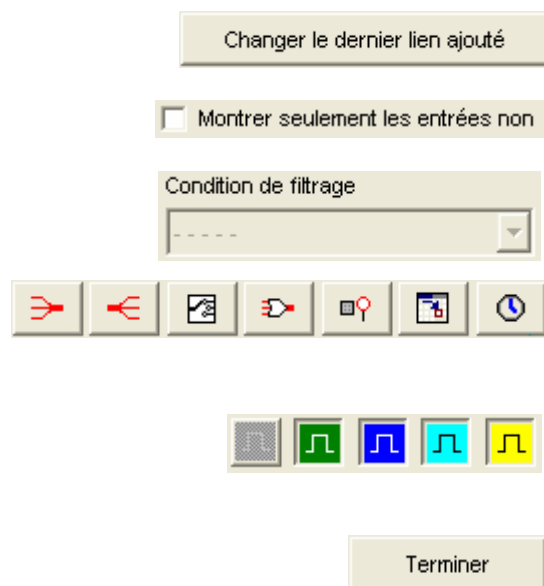 Changer le dernier lien ajouté
Montrer seulement les entrées non
Condition de filtrage
- - - - -
Terminer